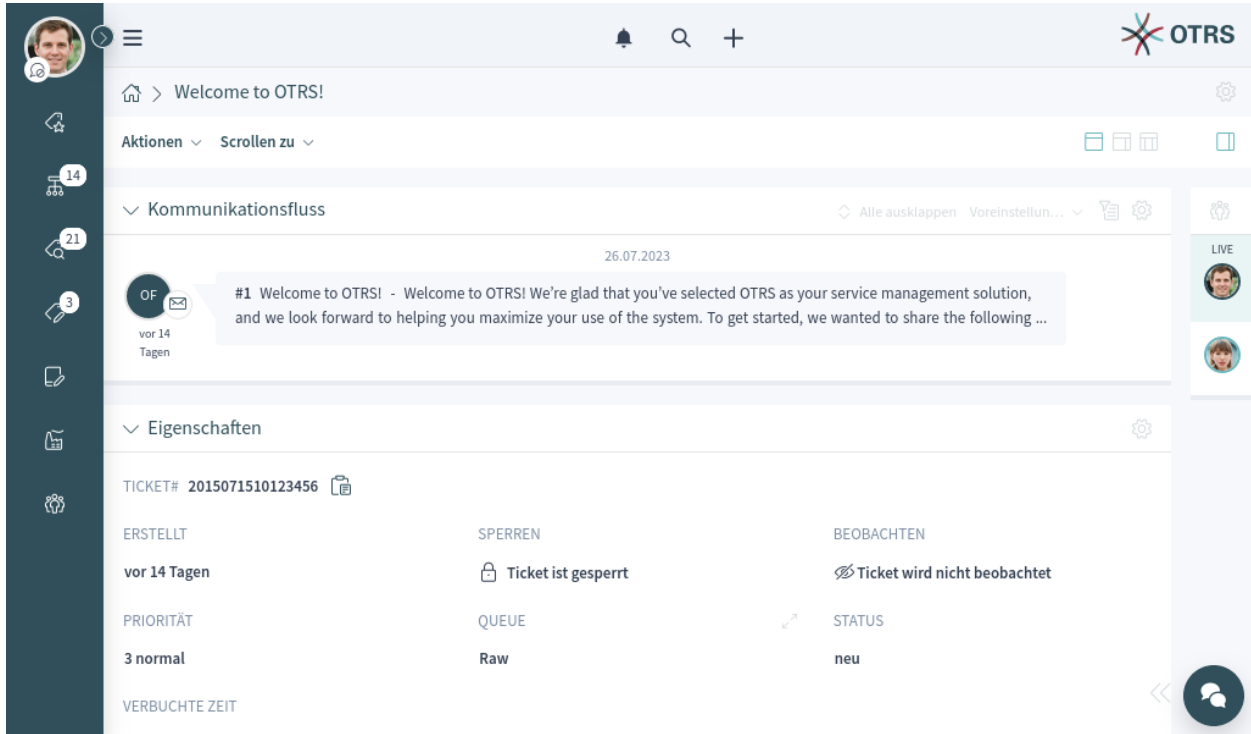 OTRS
Welcome to OTRS!
Aktionen Scrollen zu
14
21
3
Kommunikationsfluss
Alle ausklappen Voreinstellun...
LIVE
26.07.2023
OF
#1 Welcome to OTRS! - Welcome to OTRS! We’re glad that you’ve selected OTRS as your service management solution,
and we look forward to helping you maximize your use of the system. To get started, we wanted to share the following ...
vor 14
Tagen
Eigenschaften
TICKET# 2015071510123456
ERSTELLT SPERREN BEOBACHTEN
vor 14 Tagen Ticket ist gesperrt Ticket wird nicht beobachtet
PRIORITÄT QUEUE STATUS
3 normal Raw neu
VERBUCHTE ZEIT